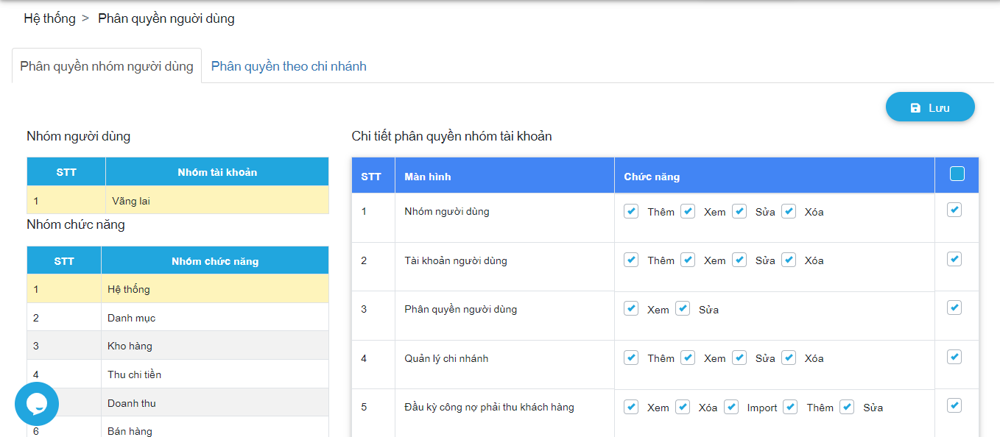 Hệ thống > Phân quyền người dùng
Phân quyền nhóm người dùng Phân quyền theo chi nhánh
Lưu
Nhóm người dùng
STT Nhóm tài khoản
1 Vãng lai
Nhóm chức năng
STT Nhóm chức năng
1 Hệ thống
2 Danh mục
3 Kho hàng
4 Thu chi tiền
Doanh thu
6 Bán hàng
Chi tiết phân quyền nhóm tài khoản
STT Màn hình Chức năng
1 Nhóm người dùng Thêm Xem Sửa Xóa
2 Tài khoản người dùng Thêm Xem Sửa Xóa
3 Phân quyền người dùng Xem Sửa
4 Quản lý chi nhánh Thêm Xem Sửa Xóa
5 Đầu kỳ công nợ phải thu khách hàng Xem Xóa Import Thêm Sửa